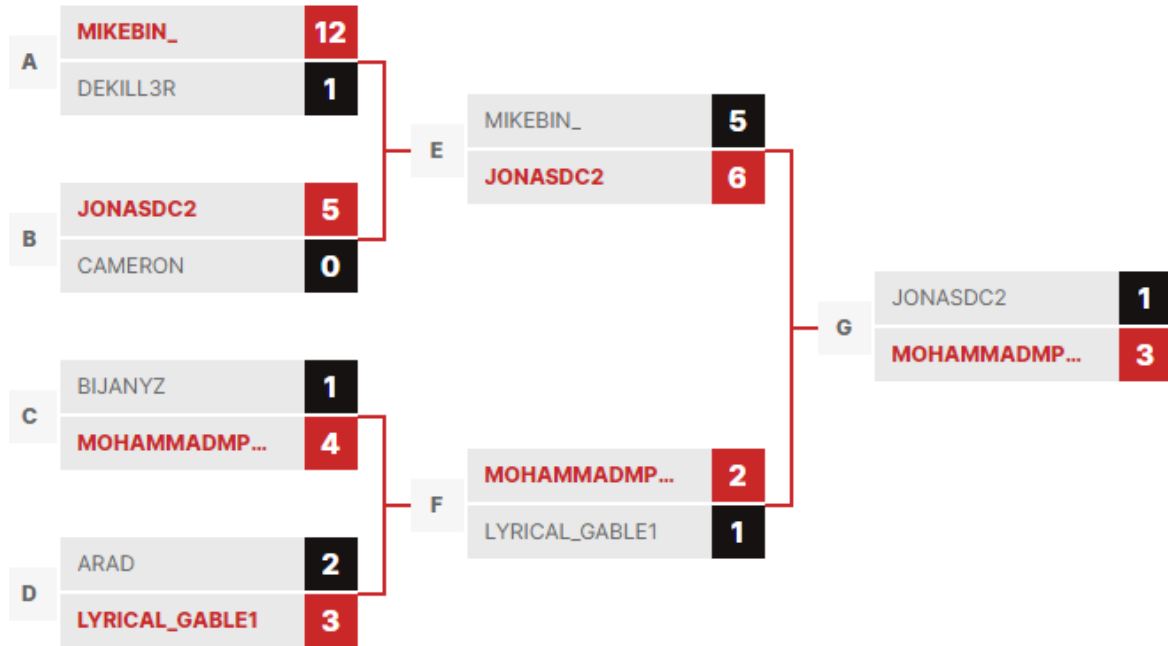 A
MIKEBIN_ 12
DEKILL3R 1
B
JONASDC2 5
CAMERON 0
C
BIJANYZ 1
MOHAMMADMP... 4
D
ARAD 2
LYRICAL_GABLE1 3
E
MIKEBIN_ 5
JONASDC2 6
F
MOHAMMADMP... 2
LYRICAL_GABLE1 1
G
JONASDC2 1
MOHAMMADMP... 3